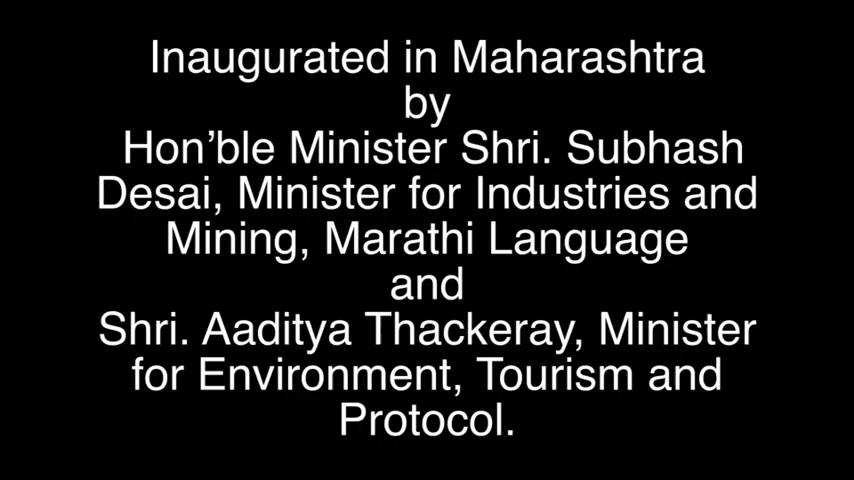 Inaugurated in Maharashtra
by
Hon’ble Minister Shri. Subhash
Desai, Minister for Industries and
Mining, Marathi Language
and
Shri. Aaditya Thackeray, Minister
for Environment, Tourism and
Protocol.